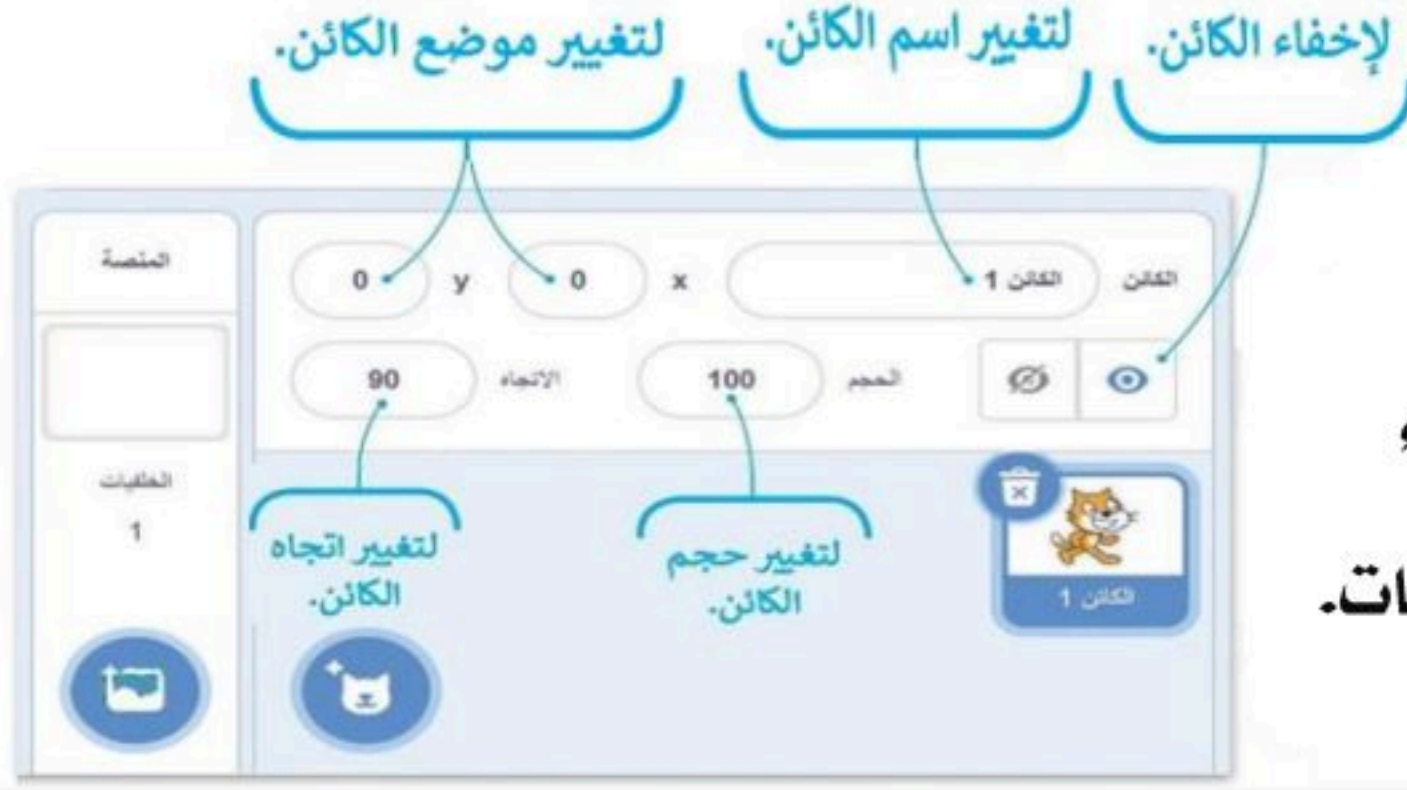 لإخفاء الكائن.
لتغيير اسم الكائن.
لتغيير موضع الكائن.
الكائن
الكائن 1
x
0
y
0
الحجم
100
الاتجاه
90
الكائن 1
لتغيير حجم
الكائن.
لتغيير اتجاه
الكائن.
المنصة
الخلفيات
1